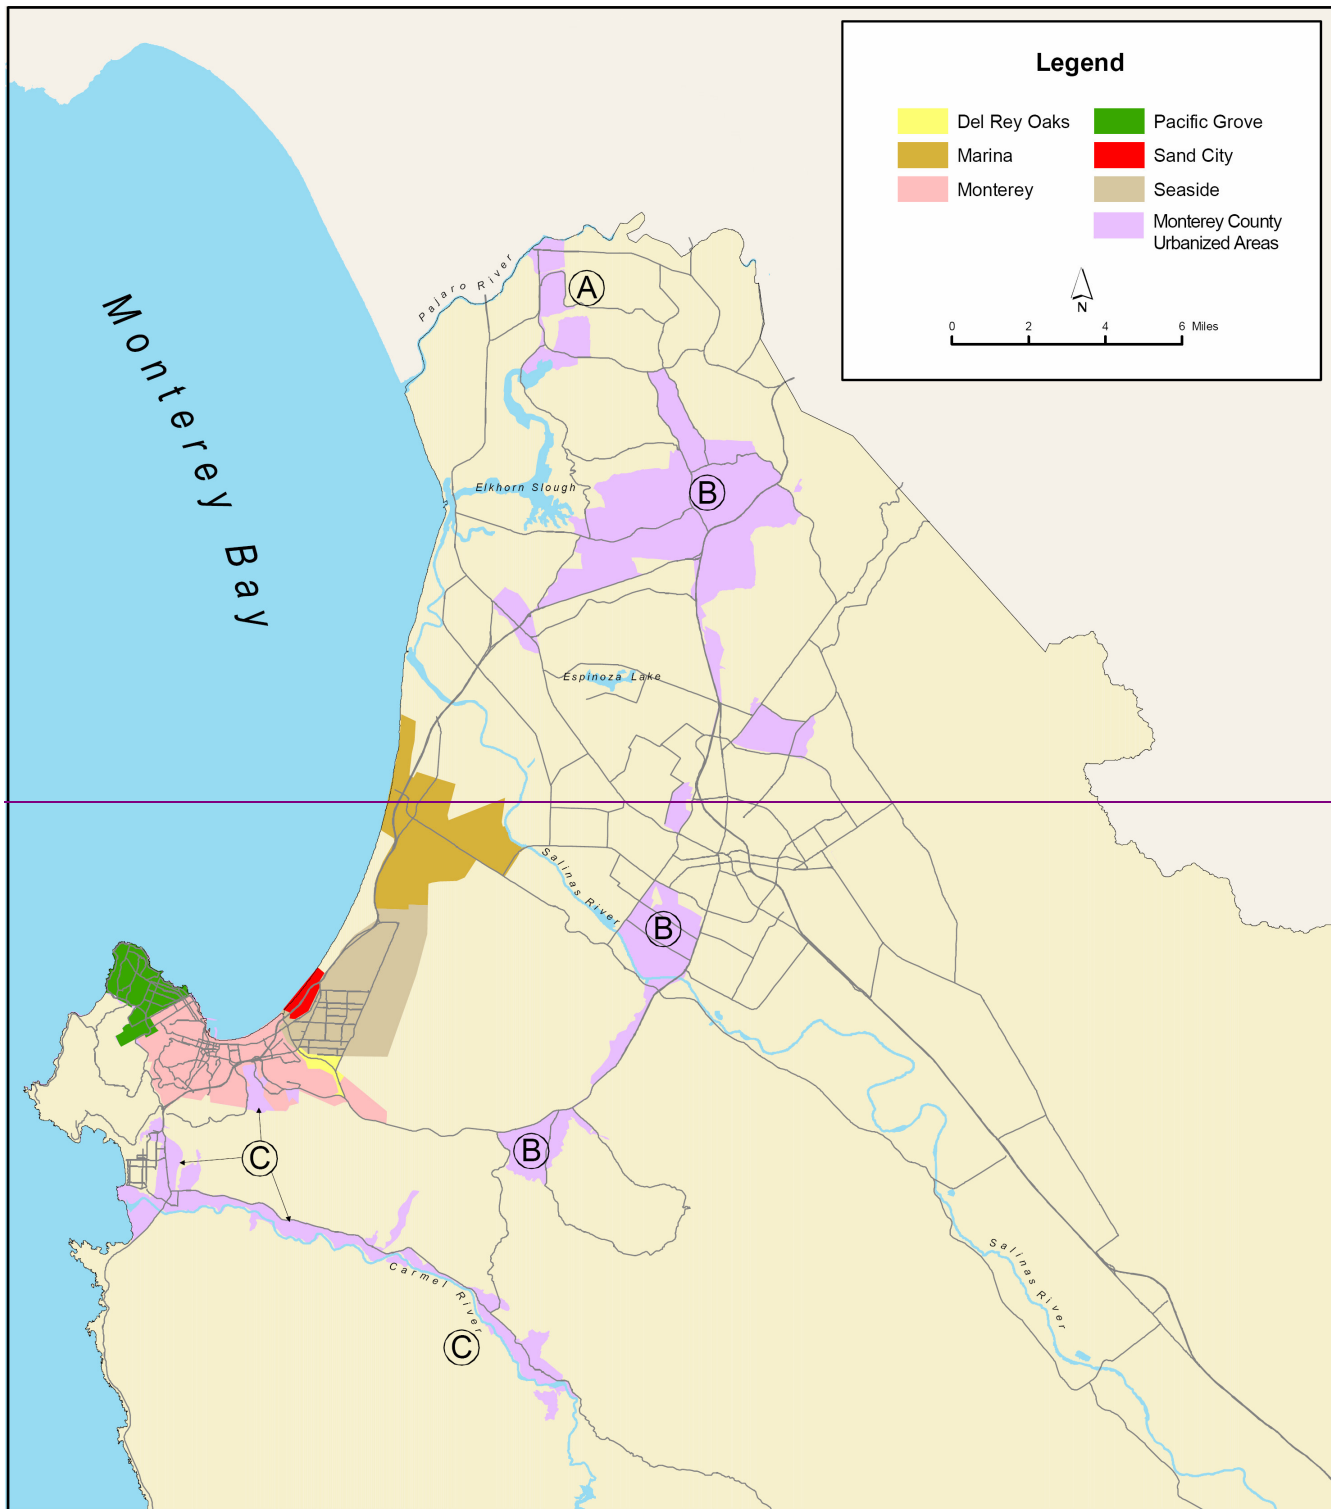 Legend
Del Rey Oaks
Marina
Monterey
Pacific Grove
Sand City
Seaside
Monterey County
Urbanized Areas
N
0 2 4 6 Miles
Pajaro River
A
Monterey Bay
Elkhorn Slough
B
Espinoza Lake
Salinas River
B
B
C
Salinas River
Carmel River
C